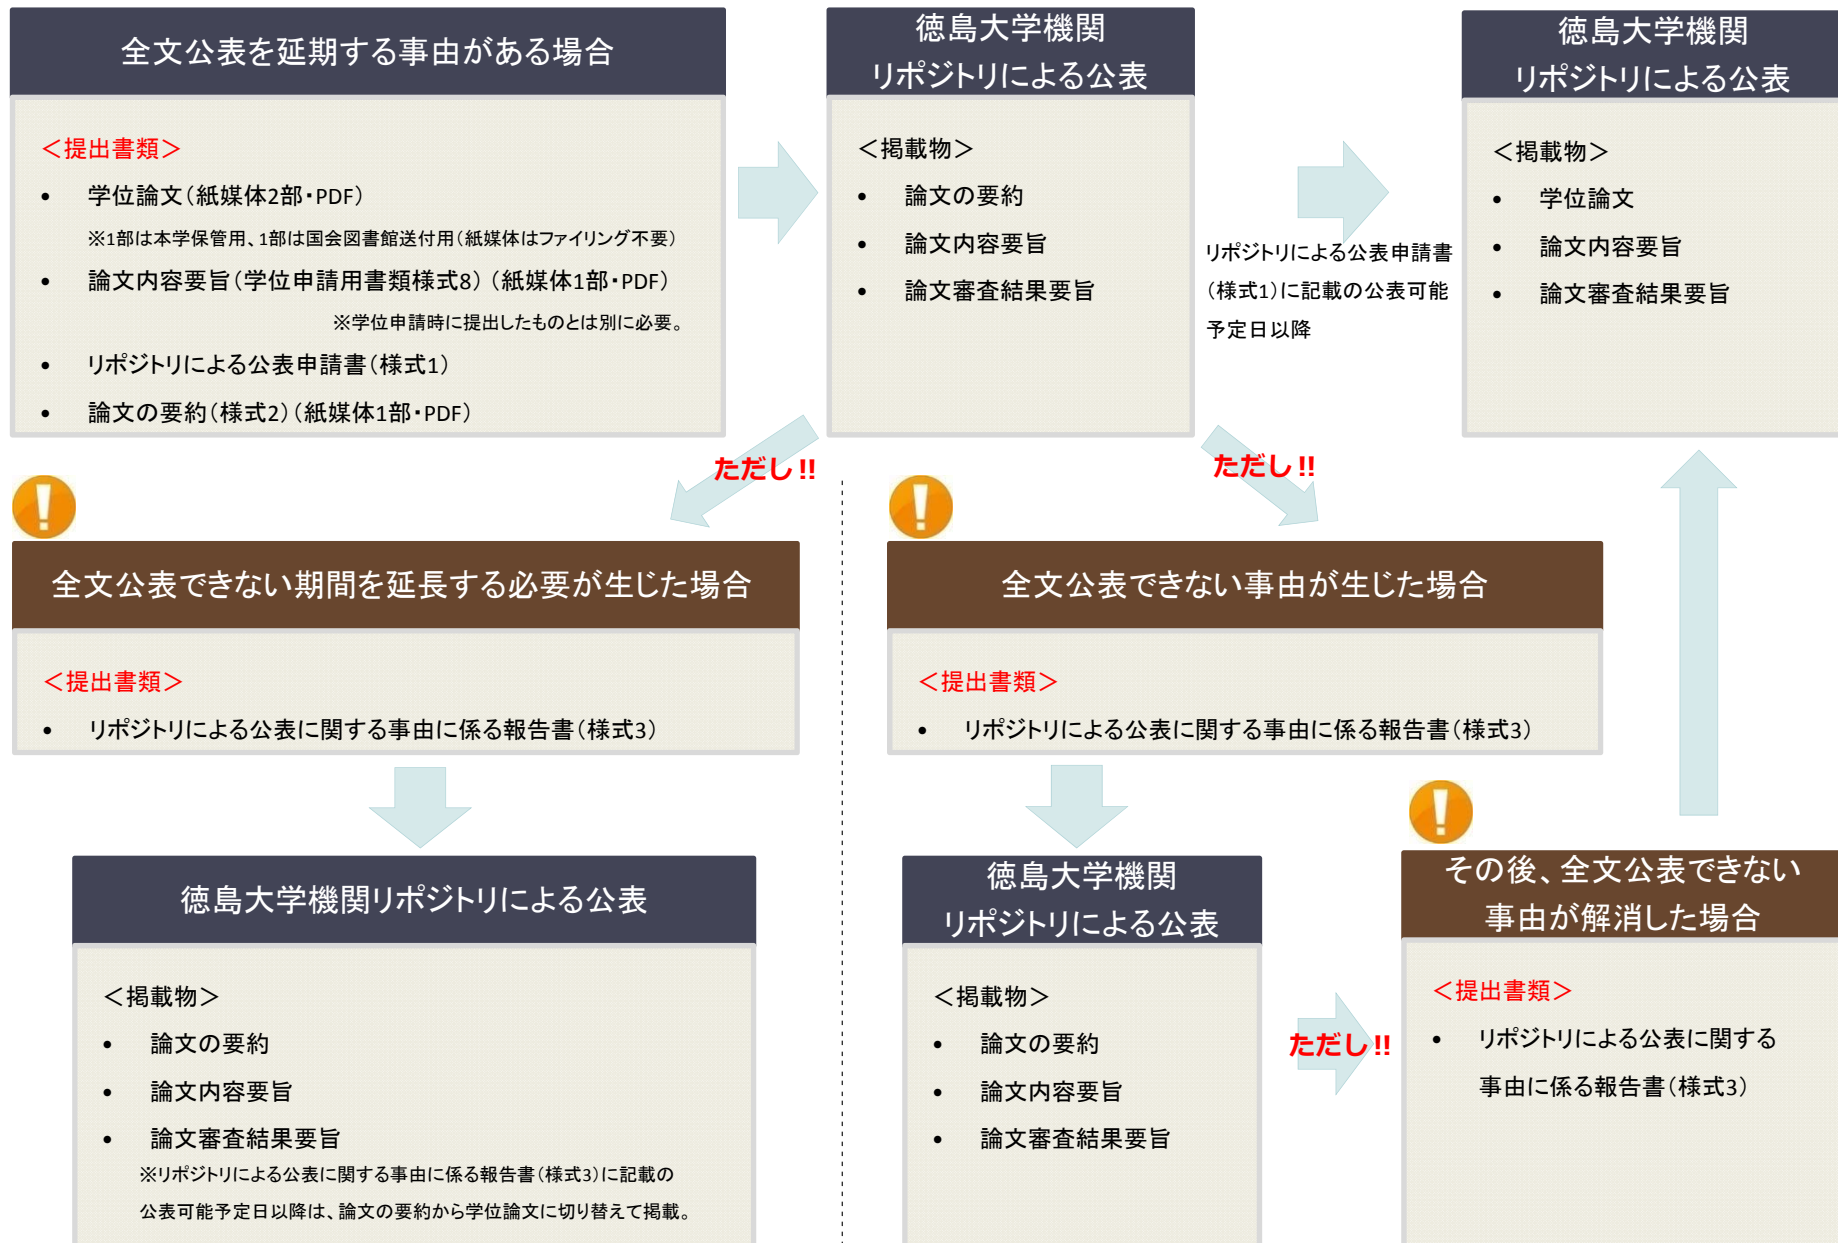 全文公表を延期する事由がある場合
＜提出書類＞
• 学位論文（紙媒体2部・PDF）
※1部は本学保管用、1部は国会図書館送付用（紙媒体はファイリング不要）
• 論文内容要旨（学位申請用書類様式8）（紙媒体1部・PDF）
※学位申請時に提出したものとは別に必要。
• リポジトリによる公表申請書（様式1）
• 論文の要約（様式2）（紙媒体1部・PDF）
徳島大学機関
リポジトリによる公表
＜掲載物＞
• 論文の要約
• 論文内容要旨
• 論文審査結果要旨
リポジトリによる公表申請書
（様式1）に記載の公表可能
予定日以降
徳島大学機関
リポジトリによる公表
＜掲載物＞
• 学位論文
• 論文内容要旨
• 論文審査結果要旨
ただし！！
ただし！！
全文公表できない期間を延長する必要が生じた場合
＜提出書類＞
• リポジトリによる公表に関する事由に係る報告書（様式3）
徳島大学機関リポジトリによる公表
＜掲載物＞
• 論文の要約
• 論文内容要旨
• 論文審査結果要旨
※リポジトリによる公表に関する事由に係る報告書（様式3）に記載の
公表可能予定日以降は、論文の要約から学位論文に切り替えて掲載。
全文公表できない事由が生じた場合
＜提出書類＞
• リポジトリによる公表に関する事由に係る報告書（様式3）
徳島大学機関
リポジトリによる公表
＜掲載物＞
• 論文の要約
• 論文内容要旨
• 論文審査結果要旨
ただし！！
その後、全文公表できない
事由が解消した場合
＜提出書類＞
• リポジトリによる公表に関する
事由に係る報告書（様式3）